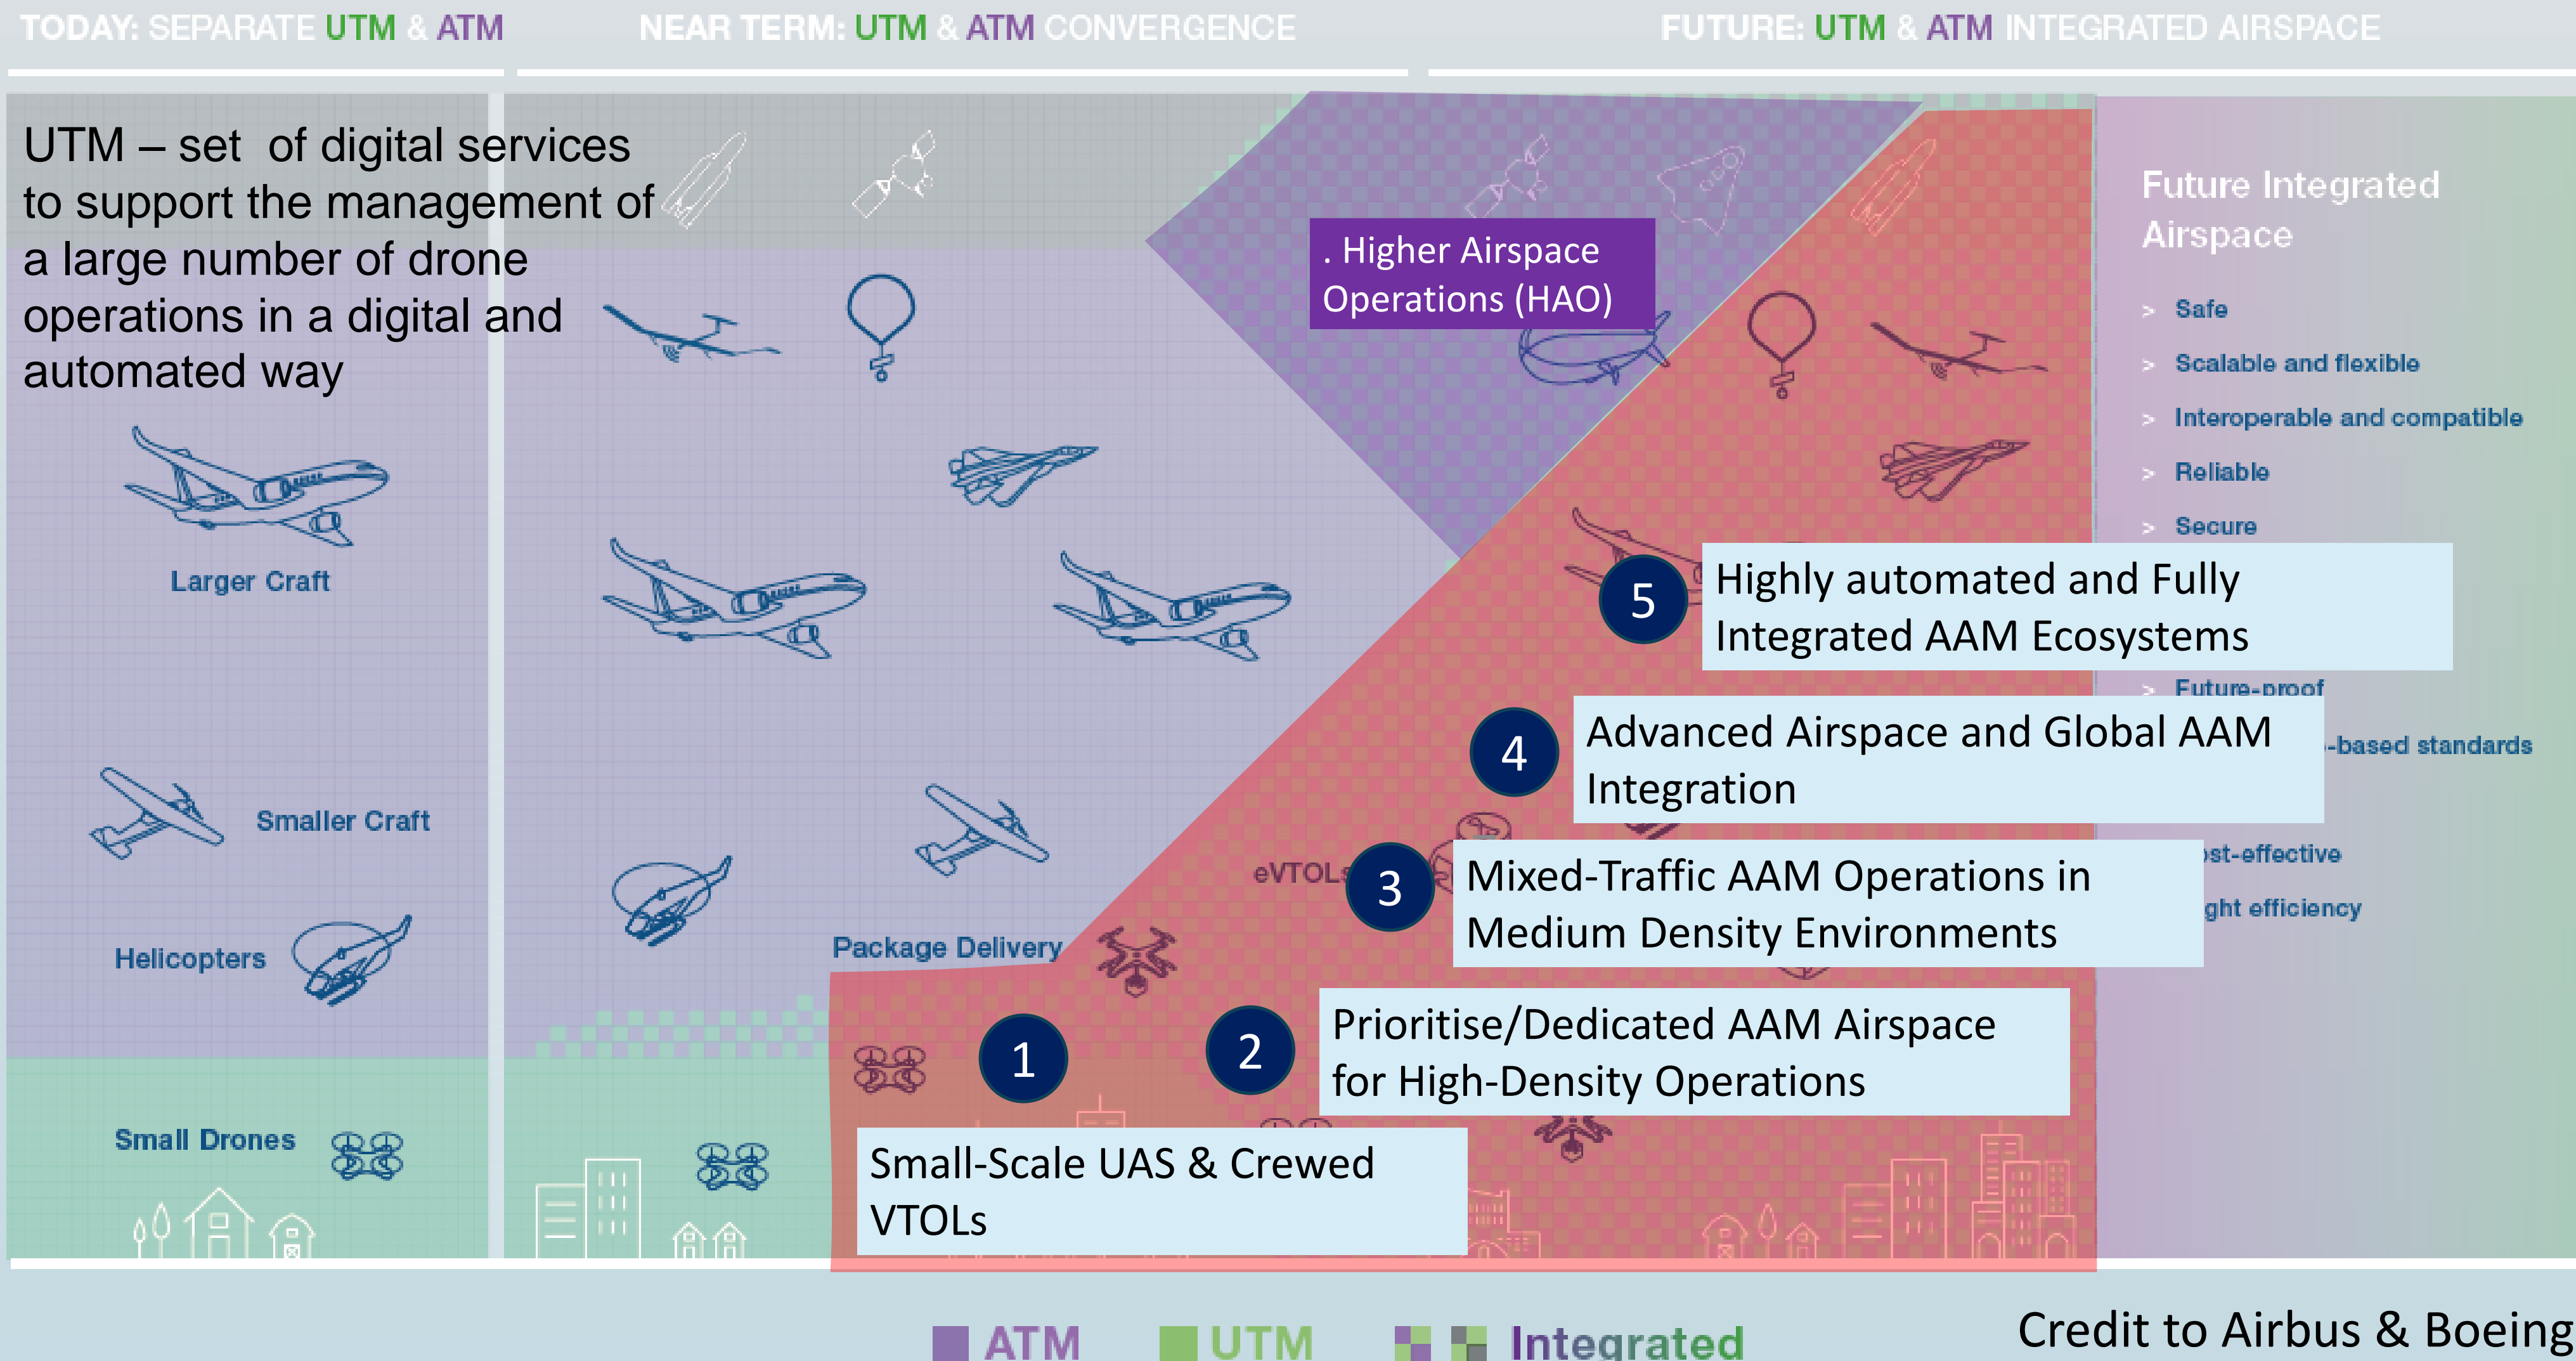 TODAY: SEPARATE UTM & ATM
NEAR TERM: UTM & ATM CONVERGENCE
FUTURE: UTM & ATM INTEGRATED AIRSPACE
UTM – set of digital services
to support the management of
a large number of drone
operations in a digital and
automated way
. Higher Airspace
Operations (HAO)
Larger Craft
Smaller Craft
Helicopters
Small Drones
Package Delivery
eVTOLs
5
Highly automated and Fully
Integrated AAM Ecosystems
4
Advanced Airspace and Global AAM
Integration
3
Mixed-Traffic AAM Operations in
Medium Density Environments
2
Prioritise/Dedicated AAM Airspace
for High-Density Operations
1
Small-Scale UAS & Crewed
VTOLs
Future Integrated
Airspace
> Safe
> Scalable and flexible
> Interoperable and compatible
> Reliable
> Secure
> Future-proof
-based standards
ost-effective
ght efficiency
ATM
UTM
Integrated
Credit to Airbus & Boeing